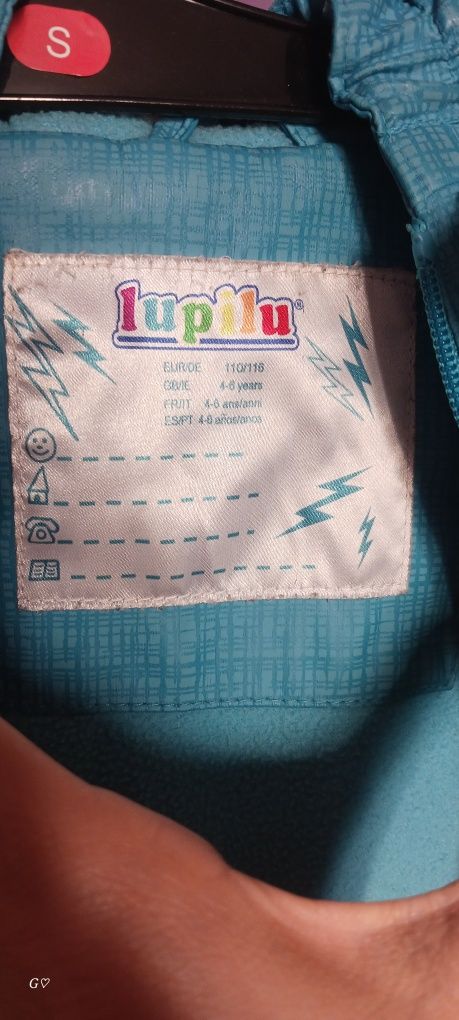 S
lupilu®
EUR/DE 110/116
GB/IE 4-6 years
FR/IT 4-6 ans/anni
ES/PT 4-6 años/anos
G♡